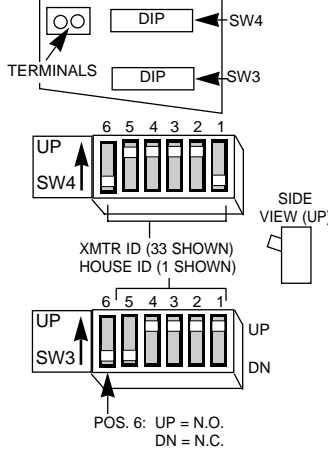 DIP SW4
TERMINALS
DIP SW3
6 5 4 3 2 1
UP
SW4
SIDE
VIEW (UP)
XMTR ID (33 SHOWN)
HOUSE ID (1 SHOWN)
6 5 4 3 2 1
UP UP
SW3 DN
POS. 6: UP = N.O.
DN = N.C.